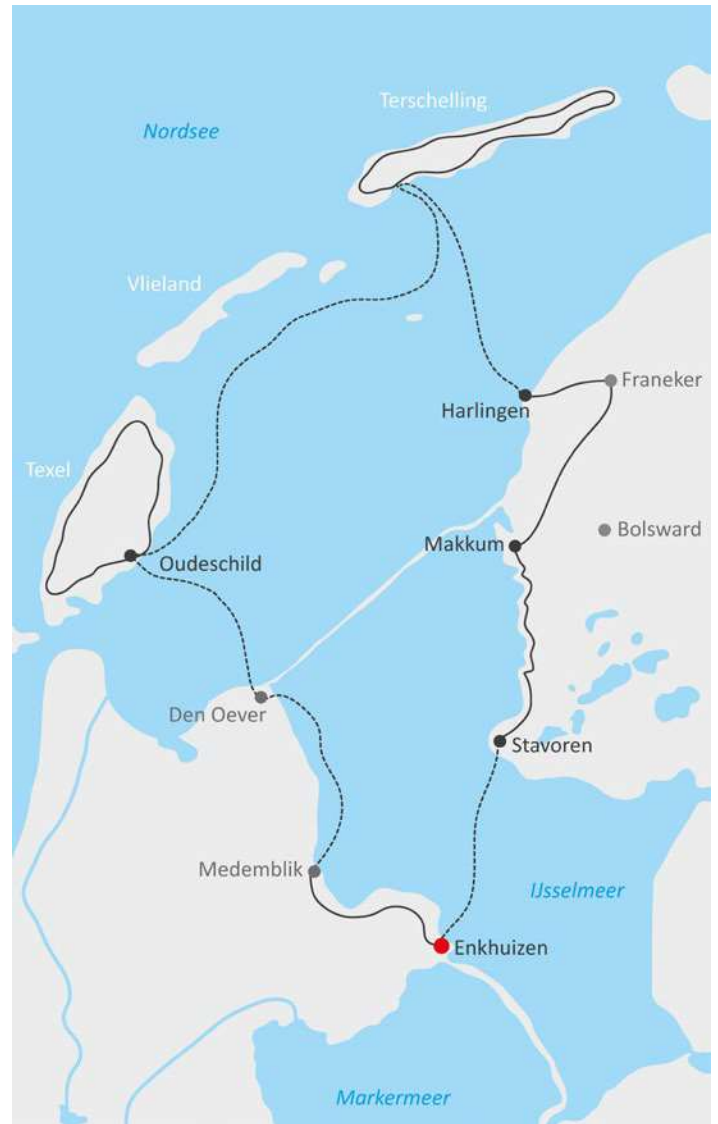 Terschelling
Nordsee
Vlieland
Franeker
Harlingen
Texel
Bolsward
Makkum
Oudeschild
Den Oever
Stavoren
Medemblik
IJsselmeer
Enkhuizen
Markermeer